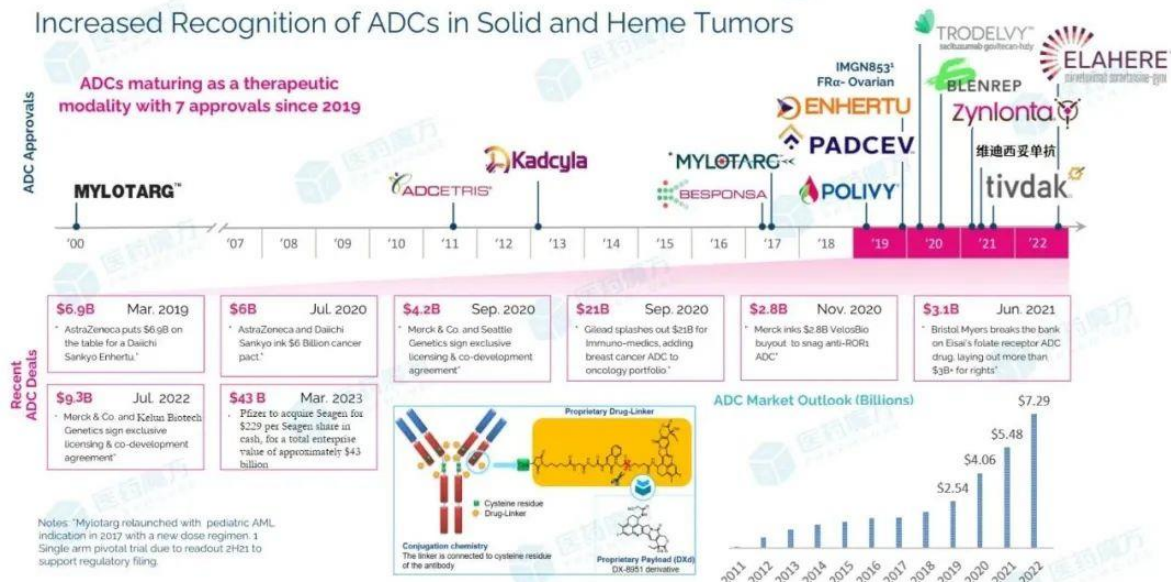 Increased Recognition of ADCs in Solid and Heme Tumors
ADC Approvals
ADCs maturing as a therapeutic
modality with 7 approvals since 2019
MYLOTARG™
ADCETRIS®
Kadcyla
MYLOTARG
BESPONSA
IMGN853¹
FRα- Ovarian
ENHERTU
PADCEV
POLIVY
TRODELVY™
sacituzumab govitecan-hziy
BLENREP
Zynlonta
维迪西妥单抗
tivdak
ELAHERE
'00 '07 '08 '09 '10 '11 '12 '13 '14 '15 '16 '17 '18 '19 '20 '21 '22
Recent
ADC Deals
$6.9B Mar. 2019
" AstraZeneca puts $6.9B on
the table for a Daiichi
Sankyo Enhertu."
$6B Jul. 2020
" AstraZeneca and Daiichi
Sankyo ink $6 Billion cancer
pact."
$4.2B Sep. 2020
" Merck & Co. and Seattle
Genetics sign exclusive
licensing & co-development
agreement"
$21B Sep. 2020
" Gilead splashes out $21B for
Immuno-medics, adding
breast cancer ADC to
oncology portfolio."
$2.8B Nov. 2020
" Merck inks $2.8B VelosBio
buyout to snag anti-ROR1
ADC"
$3.1B Jun. 2021
" Bristol Myers breaks the bank
on Eisai's folate receptor ADC
drug, laying out more than
$3B+ for rights"
$9.3B Jul. 2022
" Merck & Co. and Kelun Biotech
Genetics sign exclusive
licensing & co-development
agreement"
$43 B Mar. 2023
Pfizer to acquire Seagen for
$229 per Seagen share in
cash, for a total enterprise
value of approximately $43
billion
Proprietary Drug-Linker
Cysteine residue
Drug-Linker
Conjugation chemistry
The linker is connected to cysteine residue
of the antibody
Proprietary Payload (DXd)
DX-8951 derivative
ADC Market Outlook (Billions)
$2.54
$4.06
$5.48
$7.29
2011 2012 2013 2014 2015 2016 2017 2018 2019 2020 2021 2022
Notes: "Mylotarg relaunched with pediatric AML
indication in 2017 with a new dose regimen. 1
Single arm pivotal trial due to readout 2H21 to
support regulatory filing.
医药魔方